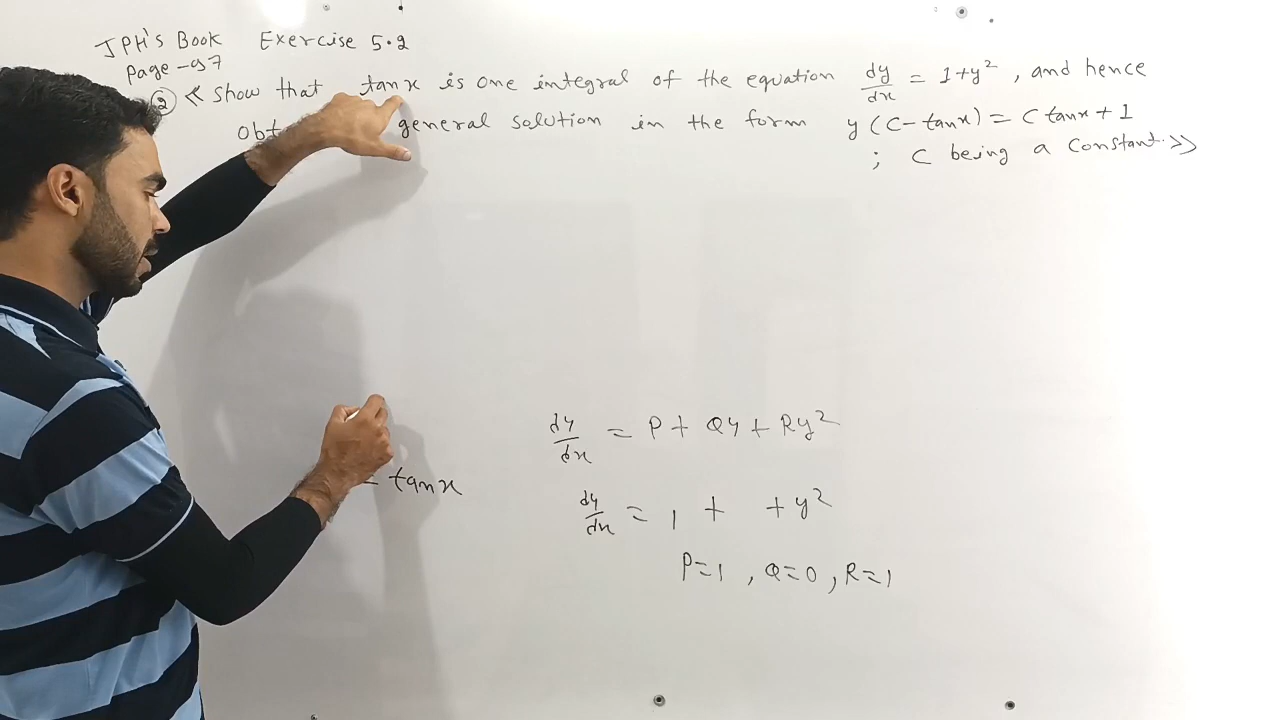 JPH's Book Exercise 5.2
Page -97
② << Show that tanx is one integral of the equation dy/dx = 1+y², and hence
general solution in the form y(C-tanx) = C tanx + 1
; C being a constant. >>
dy/dx = P + Qy + Ry²
= tanx
dy/dx = 1 + + y²
P=1, Q=0, R=1